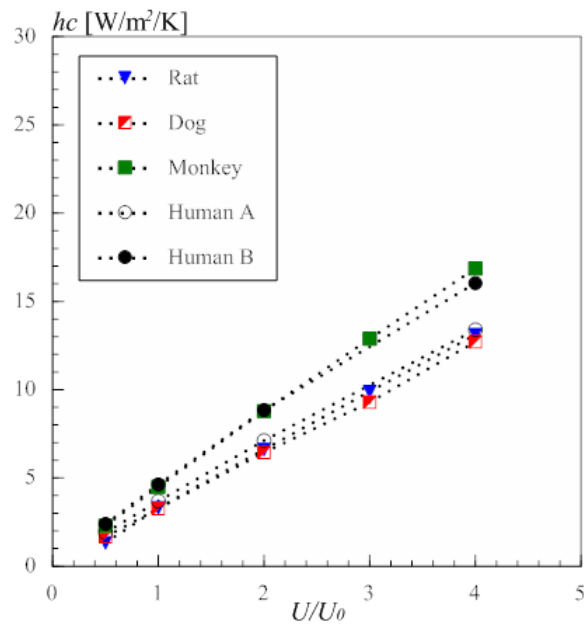 hc [W/m²/K]
30
25
20
15
10
5
0
Rat
Dog
Monkey
Human A
Human B
0 1 2 3 4 5
U/U₀